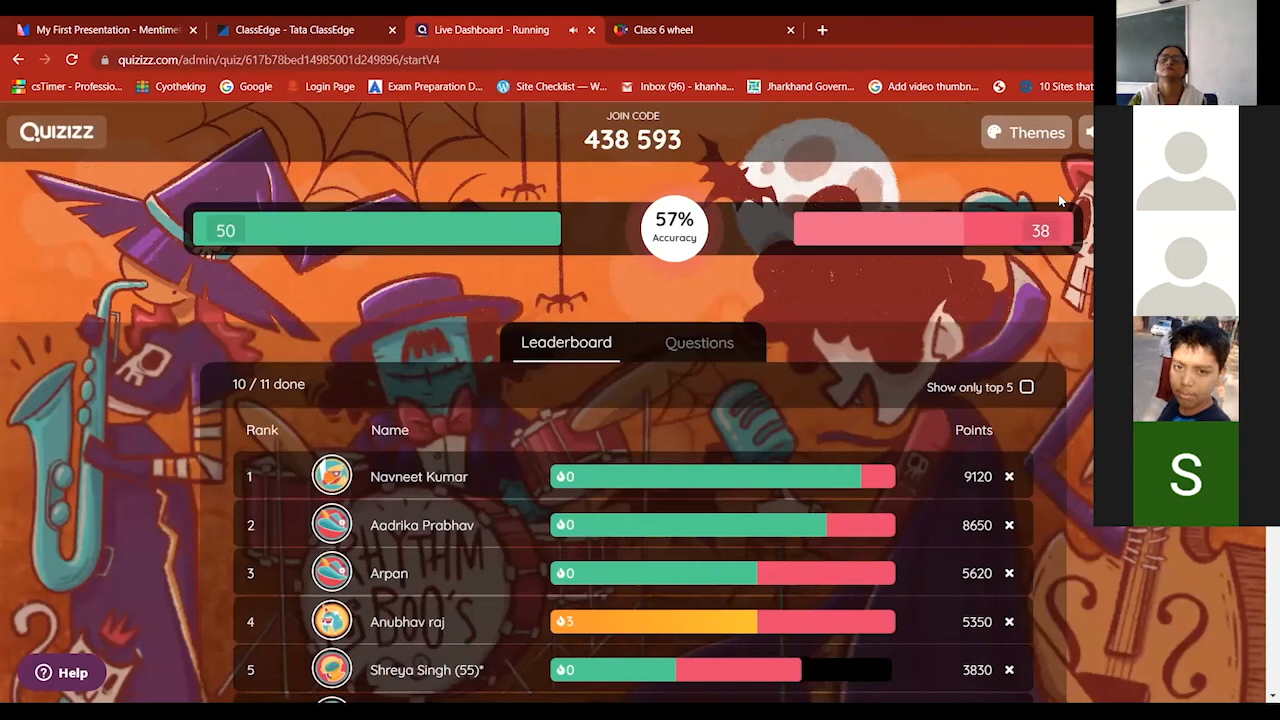 My First Presentation - Mentime
ClassEdge - Tata ClassEdge
Live Dashboard - Running
Class 6 wheel
quizizz.com/admin/quiz/617b78bed14985001d249896/startV4
csTimer - Professio...
Cyotheking
Google
Login Page
Exam Preparation D...
Site Checklist — W...
Inbox (96) - khanha...
Jharkhand Govern...
Add video thumbn...
10 Sites that
Quizizz
JOIN CODE
438 593
Themes
50
57%
Accuracy
38
Leaderboard
Questions
10 / 11 done
Show only top 5
Rank Name Points
1 Navneet Kumar 0 9120
2 Aadrika Prabhav 0 8650
3 Arpan 0 5620
4 Anubhav raj 3 5350
5 Shreya Singh (55)* 0 3830
RHYTHM
BOO'S
Help
S